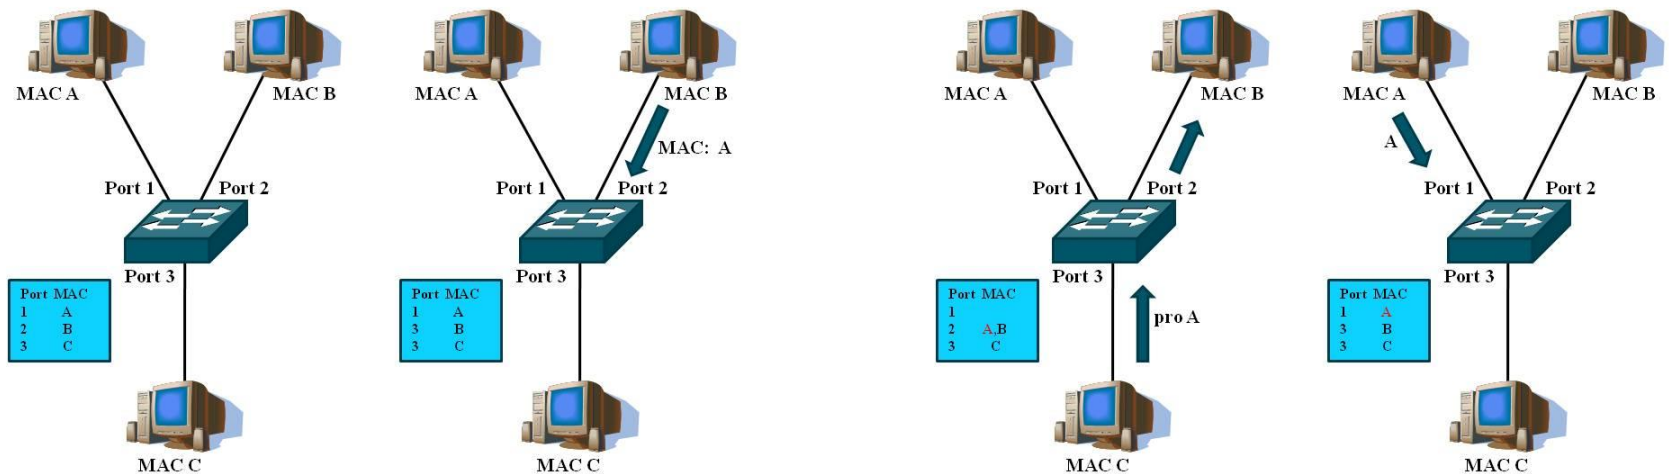 MAC A
MAC B
Port 1
Port 2
Port 3
Port MAC
1 A
2 B
3 C
MAC C
MAC A
MAC B
MAC: A
Port 1
Port 2
Port 3
Port MAC
1 A
3 B
3 C
MAC C
MAC A
MAC B
Port 1
Port 2
Port 3
Port MAC
1
2 A,B
3 C
pro A
MAC C
MAC A
MAC B
A
Port 1
Port 2
Port 3
Port MAC
1 A
3 B
3 C
MAC C